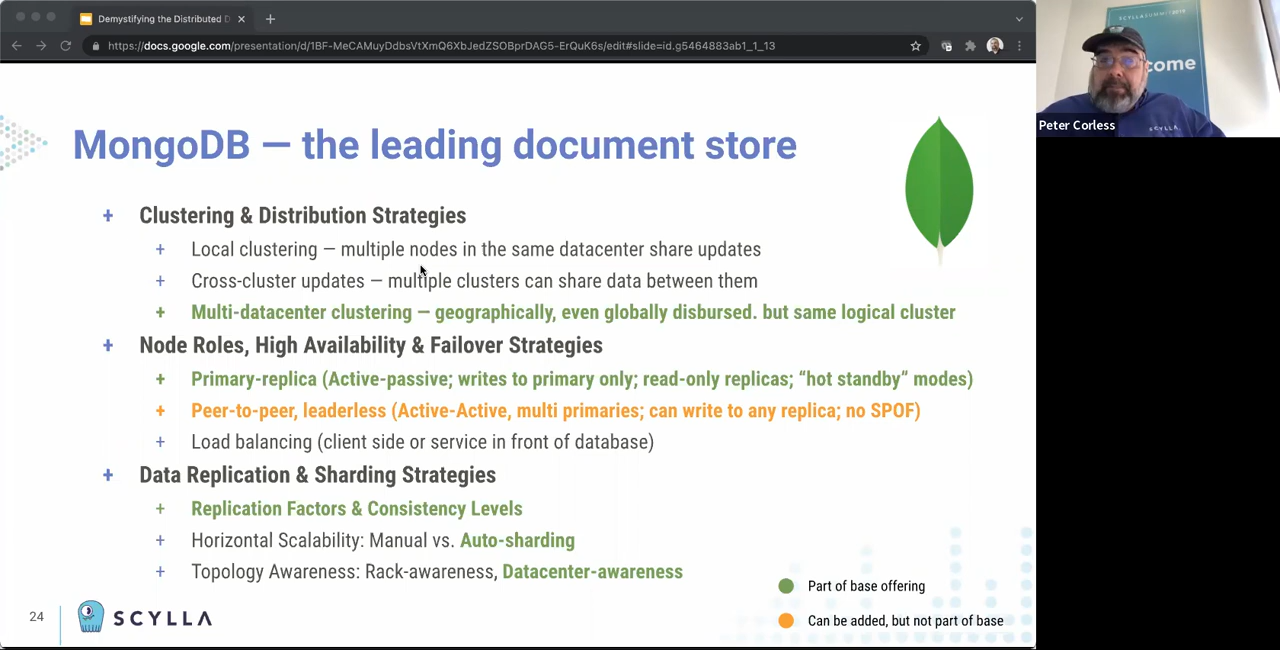 Demystifying the Distributed D
https://docs.google.com/presentation/d/1BF-MeCAMuyDdbsVtXmQ6XbJedZSOBprDAG5-ErQuK6s/edit#slide=id.g5464883ab1_1_13
SCYLLASUMMIT 2019
come
SCYLLA
Peter Corless
MongoDB — the leading document store
+ Clustering & Distribution Strategies
+ Local clustering — multiple nodes in the same datacenter share updates
+ Cross-cluster updates — multiple clusters can share data between them
+ Multi-datacenter clustering — geographically, even globally disbursed. but same logical cluster
+ Node Roles, High Availability & Failover Strategies
+ Primary-replica (Active-passive; writes to primary only; read-only replicas; “hot standby” modes)
+ Peer-to-peer, leaderless (Active-Active, multi primaries; can write to any replica; no SPOF)
+ Load balancing (client side or service in front of database)
+ Data Replication & Sharding Strategies
+ Replication Factors & Consistency Levels
+ Horizontal Scalability: Manual vs. Auto-sharding
+ Topology Awareness: Rack-awareness, Datacenter-awareness
Part of base offering
Can be added, but not part of base
24
SCYLLA